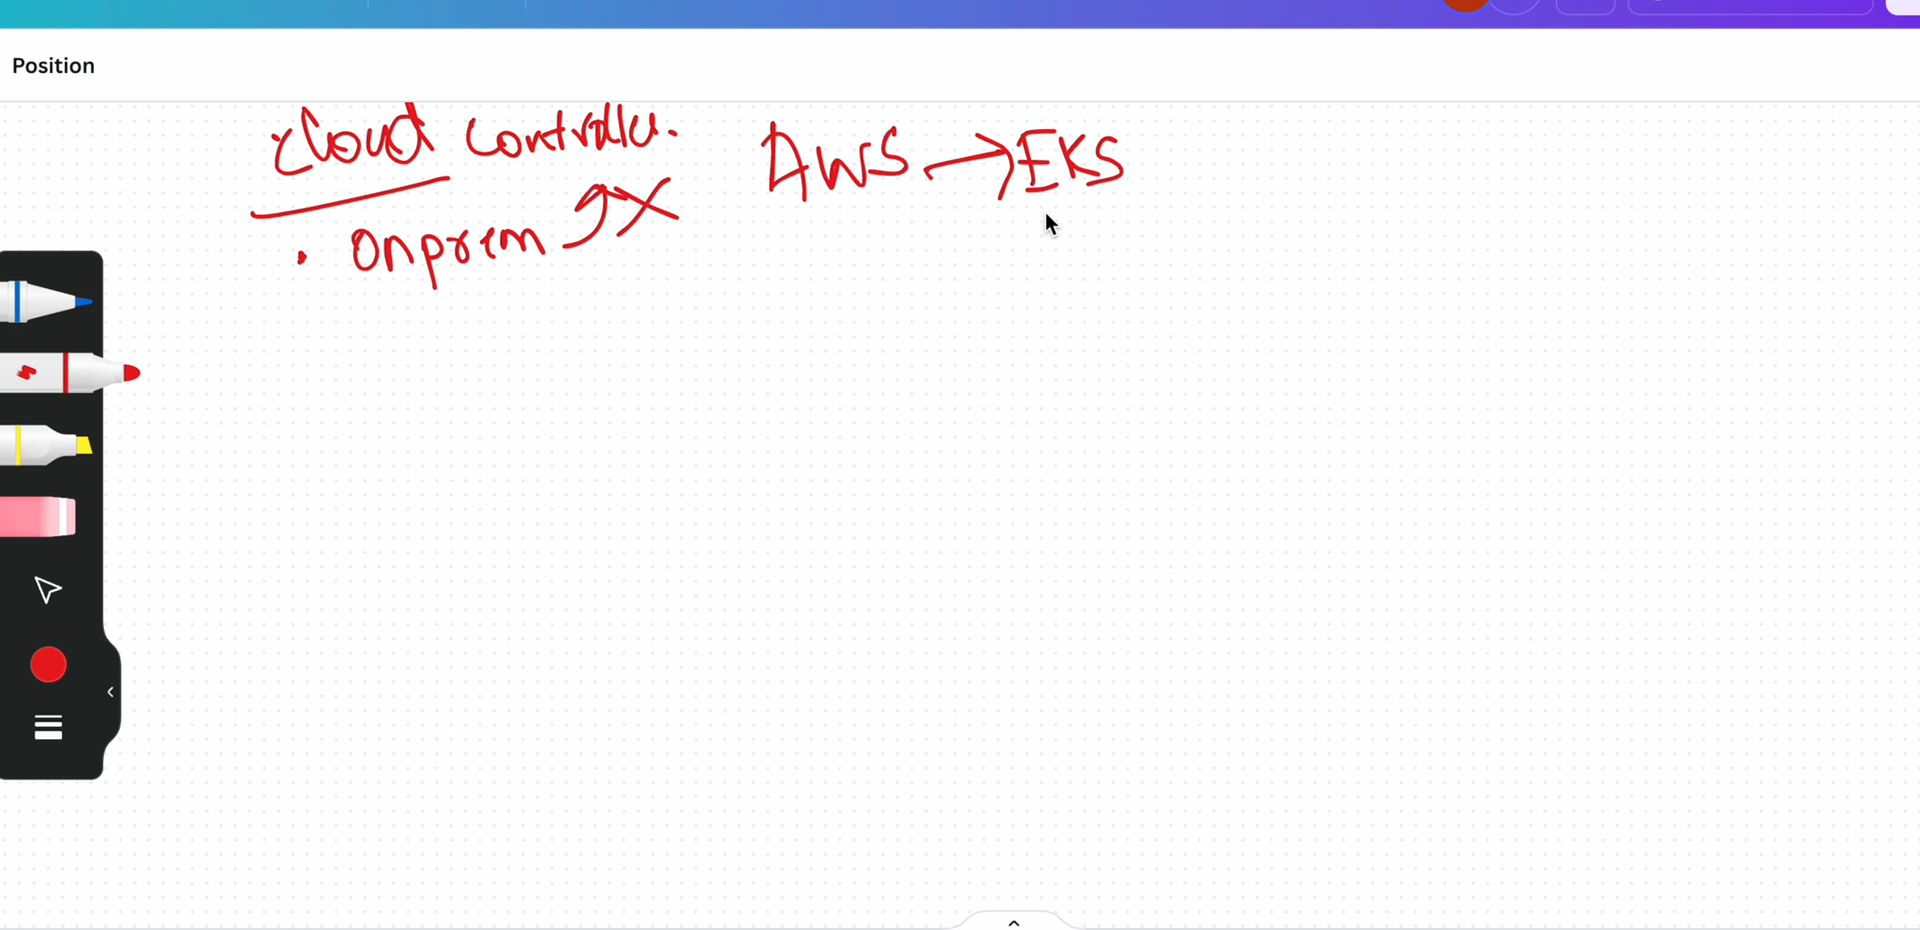 Position
Cloud Controller.
AWS → EKS
. Onprem